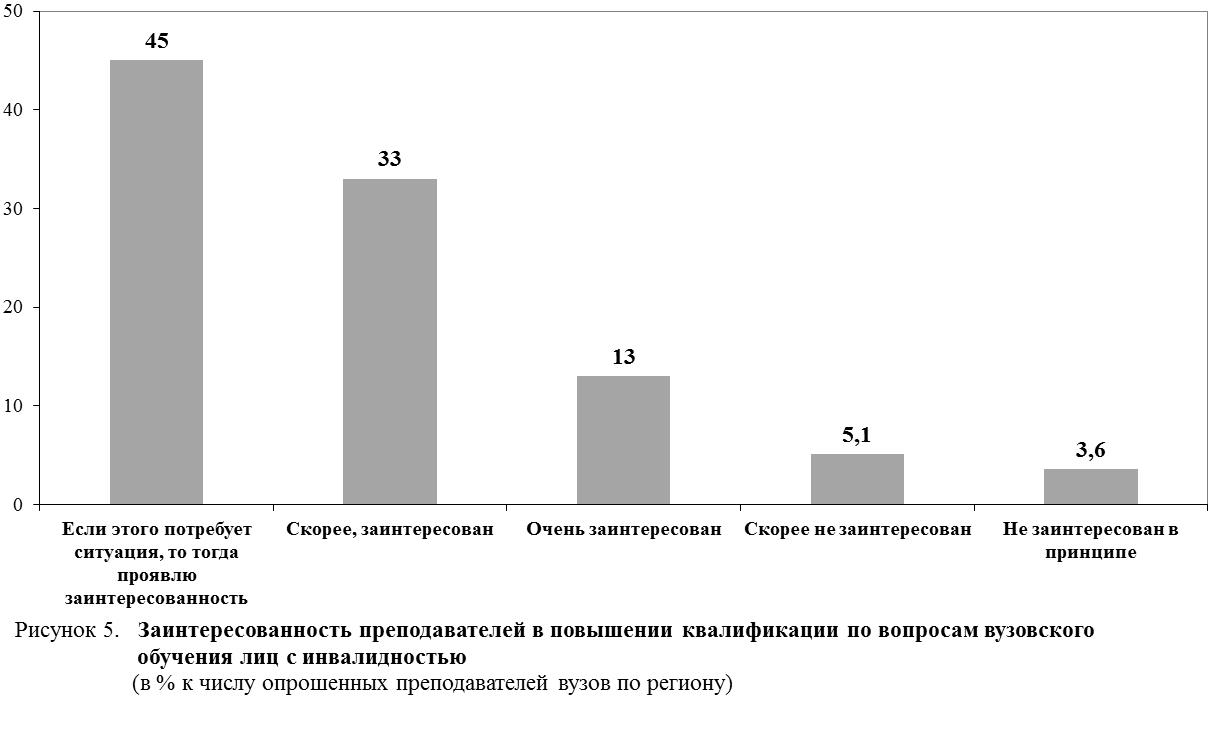 50
45
40
33
30
20
13
10
5,1
3,6
0
Если этого потребует
ситуация, то тогда
проявлю
заинтересованность
Скорее, заинтересован
Очень заинтересован
Скорее не заинтересован
Не заинтересован в
принципе
Рисунок 5. Заинтересованность преподавателей в повышении квалификации по вопросам вузовского
обучения лиц с инвалидностью
(в % к числу опрошенных преподавателей вузов по региону)